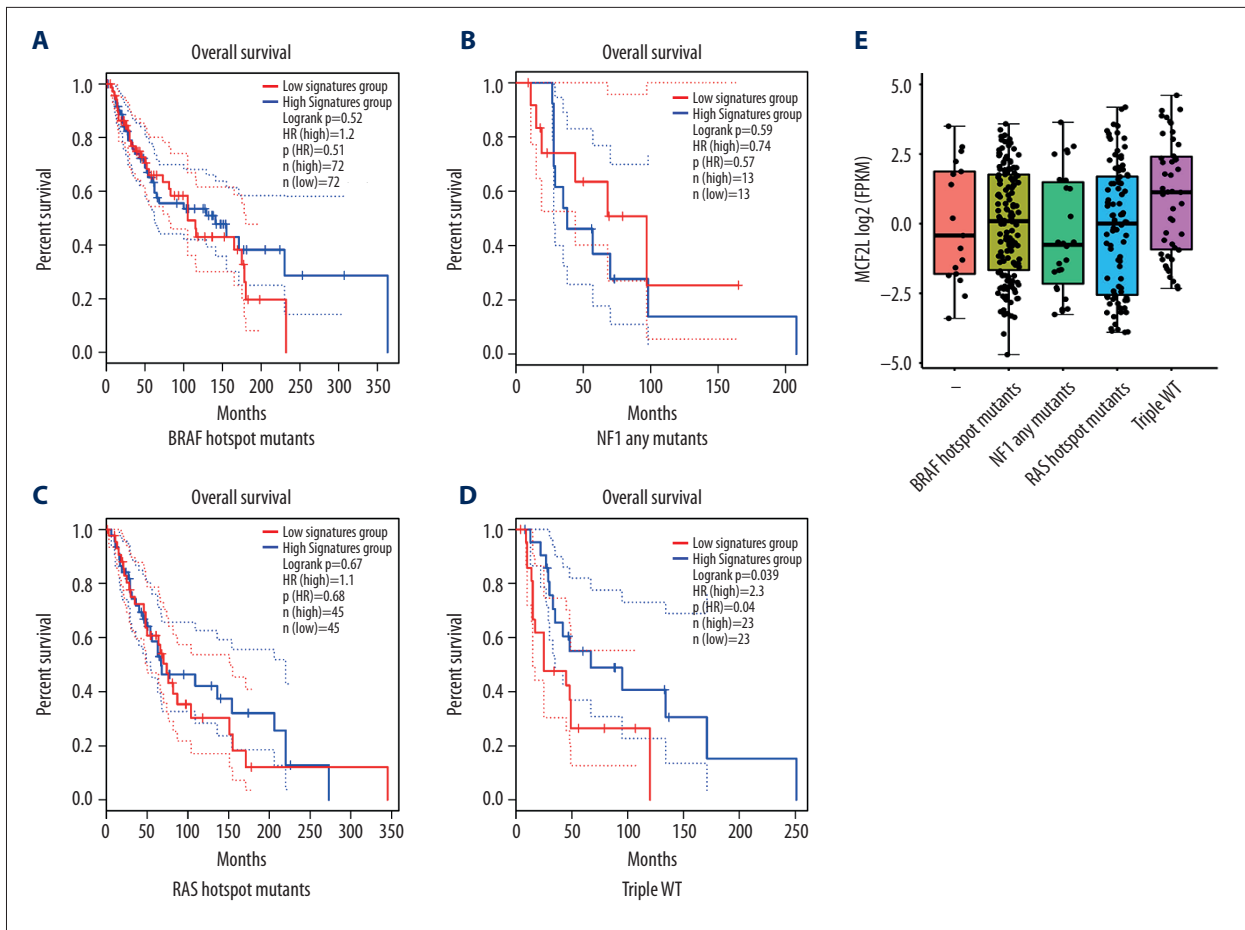 A
Overall survival
Low signatures group
High Signatures group
Logrank p=0.52
HR (high)=1.2
p (HR)=0.51
n (high)=72
n (low)=72
Percent survival
1.0
0.8
0.6
0.4
0.2
0.0
0 50 100 150 200 250 300 350
Months
BRAF hotspot mutants
B
Overall survival
Low signatures group
High Signatures group
Logrank p=0.59
HR (high)=0.74
p (HR)=0.57
n (high)=13
n (low)=13
Percent survival
1.0
0.8
0.6
0.4
0.2
0.0
0 50 100 150 200
Months
NF1 any mutants
E
MCF2L log2 (FPKM)
5.0
2.5
0.0
−2.5
−5.0
–
BRAF hotspot mutants
NF1 any mutants
RAS hotspot mutants
Triple WT
C
Overall survival
Low signatures group
High Signatures group
Logrank p=0.67
HR (high)=1.1
p (HR)=0.68
n (high)=45
n (low)=45
Percent survival
1.0
0.8
0.6
0.4
0.2
0.0
0 50 100 150 200 250 300 350
Months
RAS hotspot mutants
D
Overall survival
Low signatures group
High Signatures group
Logrank p=0.039
HR (high)=2.3
p (HR)=0.04
n (high)=23
n (low)=23
Percent survival
1.0
0.8
0.6
0.4
0.2
0.0
0 50 100 150 200 250
Months
Triple WT